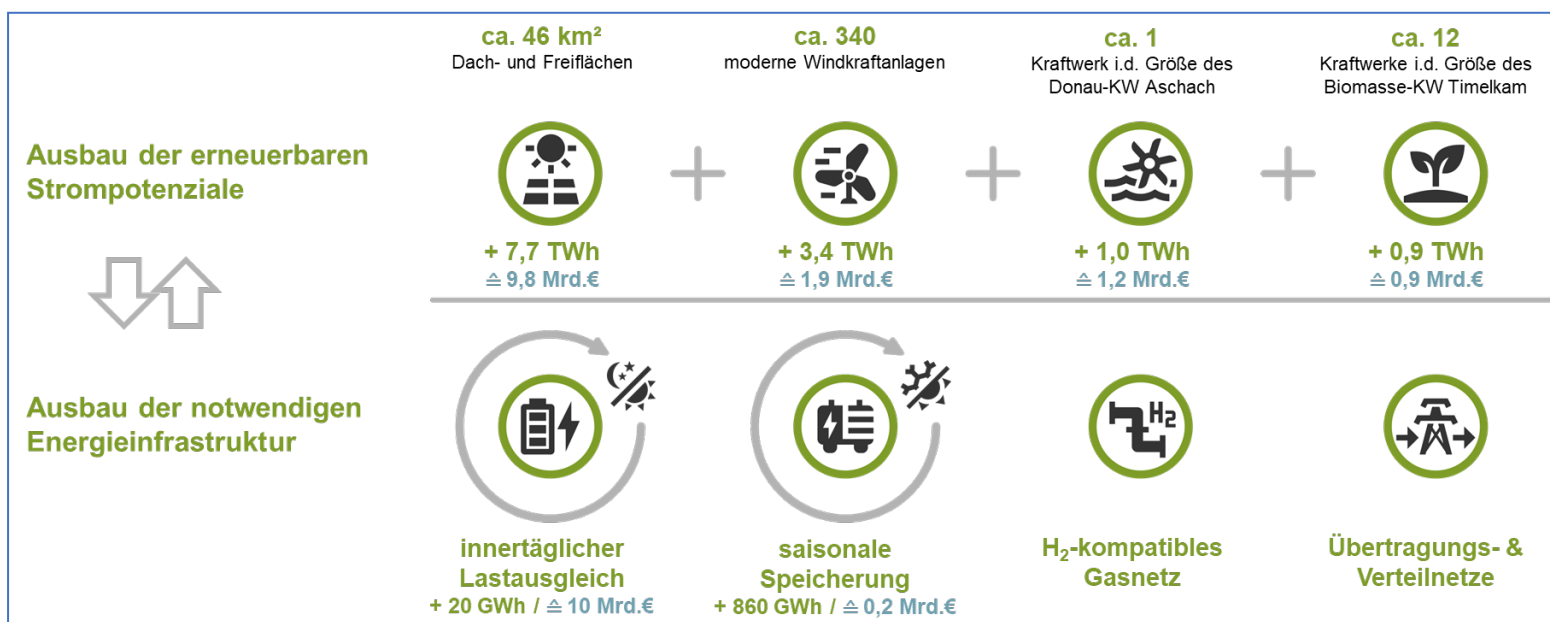 ca. 46 km²
Dach- und Freiflächen
ca. 340
moderne Windkraftanlagen
ca. 1
Kraftwerk i.d. Größe des
Donau-KW Aschach
ca. 12
Kraftwerke i.d. Größe des
Biomasse-KW Timelkam
Ausbau der erneuerbaren
Strompotenziale
+ 7,7 TWh
≙ 9,8 Mrd.€
+ 3,4 TWh
≙ 1,9 Mrd.€
+ 1,0 TWh
≙ 1,2 Mrd.€
+ 0,9 TWh
≙ 0,9 Mrd.€
Ausbau der notwendigen
Energieinfrastruktur
H2
innertäglicher
Lastausgleich
+ 20 GWh / ≙ 10 Mrd.€
saisonale
Speicherung
+ 860 GWh / ≙ 0,2 Mrd.€
H₂-kompatibles
Gasnetz
Übertragungs- &
Verteilnetze